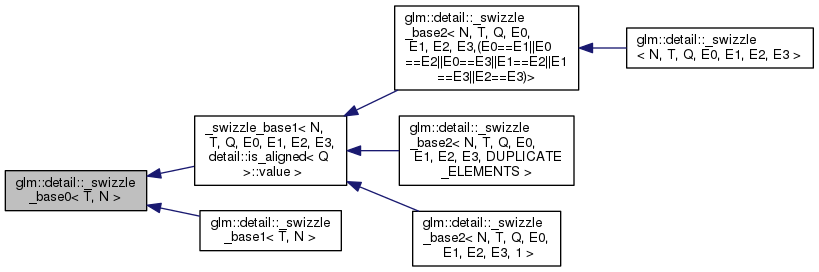 glm::detail::_swizzle
_base0< T, N >
_swizzle_base1< N,
T, Q, E0, E1, E2, E3,
detail::is_aligned< Q
>::value >
glm::detail::_swizzle
_base1< T, N >
glm::detail::_swizzle
_base2< N, T, Q, E0,
E1, E2, E3,(E0==E1||E0
==E2||E0==E3||E1==E2||E1
==E3||E2==E3)>
glm::detail::_swizzle
_base2< N, T, Q, E0,
E1, E2, E3, DUPLICATE
_ELEMENTS >
glm::detail::_swizzle
_base2< N, T, Q, E0,
E1, E2, E3, 1 >
glm::detail::_swizzle
< N, T, Q, E0, E1, E2, E3 >